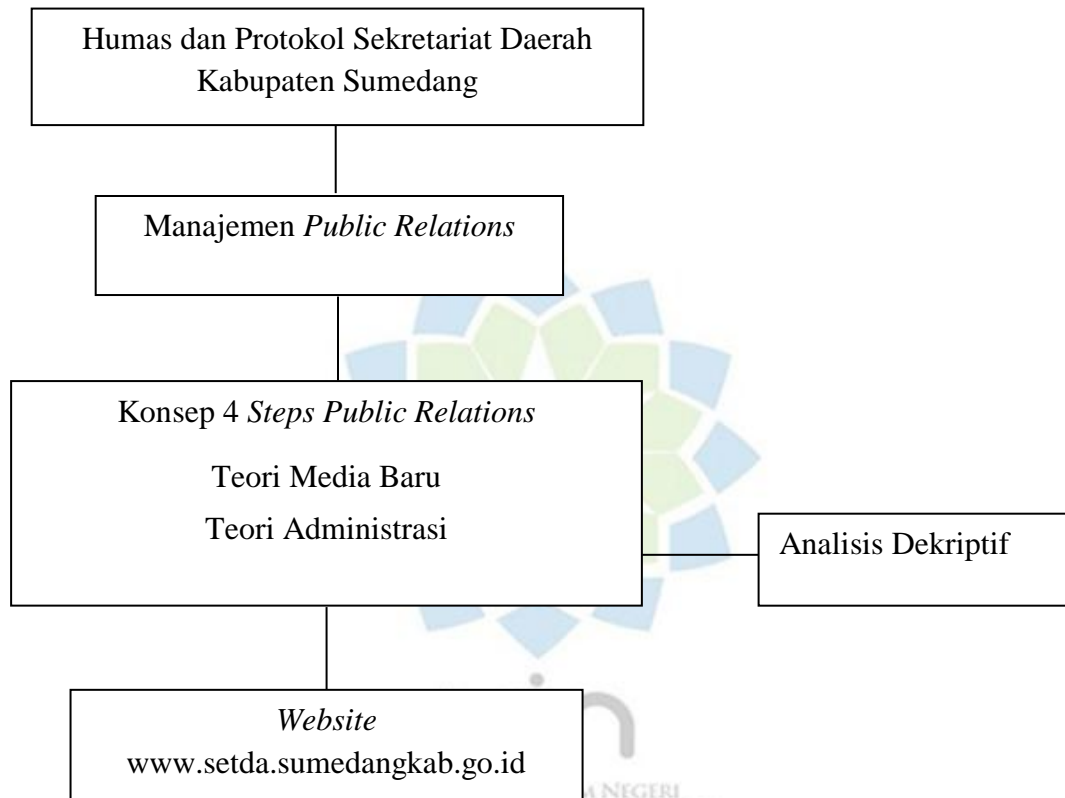 Humas dan Protokol Sekretariat Daerah
Kabupaten Sumedang
Manajemen Public Relations
Konsep 4 Steps Public Relations
Teori Media Baru
Teori Administrasi
Analisis Dekriptif
Website
www.setda.sumedangkab.go.id
NEGERI